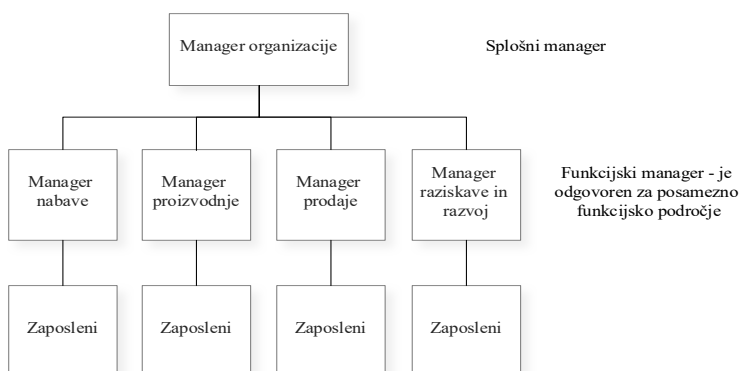 Manager organizacije
Splošni manager
Manager
nabave
Manager
proizvodnje
Manager
prodaje
Manager
raziskave in
razvoj
Funkcijski manager - je
odgovoren za posamezno
funkcijsko področje
Zaposleni
Zaposleni
Zaposleni
Zaposleni